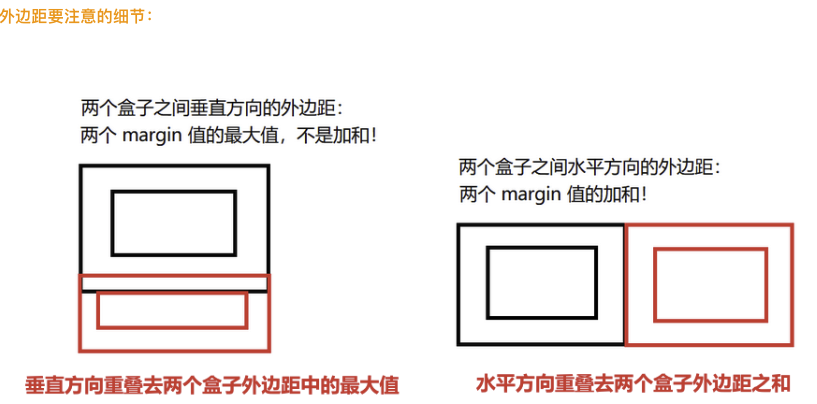 外边距要注意的细节：
两个盒子之间垂直方向的外边距：
两个 margin 值的最大值，不是加和！
两个盒子之间水平方向的外边距：
两个 margin 值的加和！
垂直方向重叠去两个盒子外边距中的最大值
水平方向重叠去两个盒子外边距之和